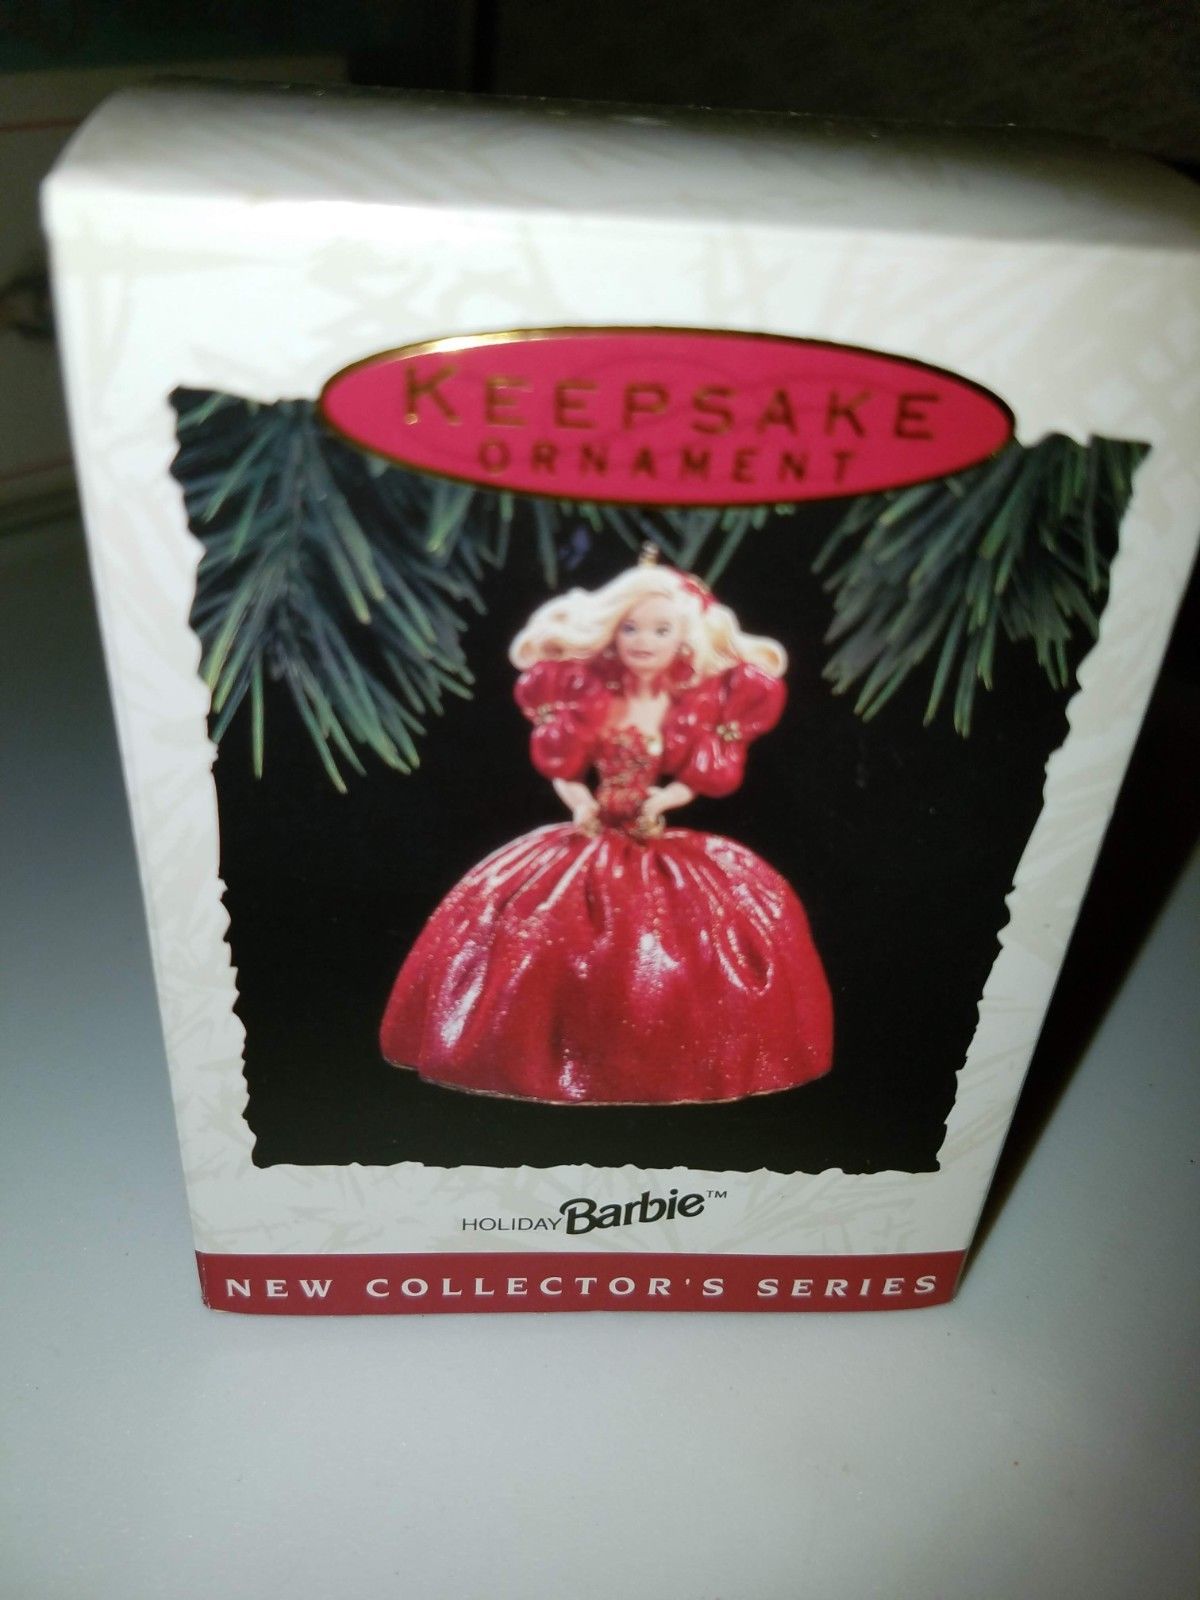 KEEPSAKE
ORNAMENT
HOLIDAY Barbie™
NEW COLLECTOR'S SERIES